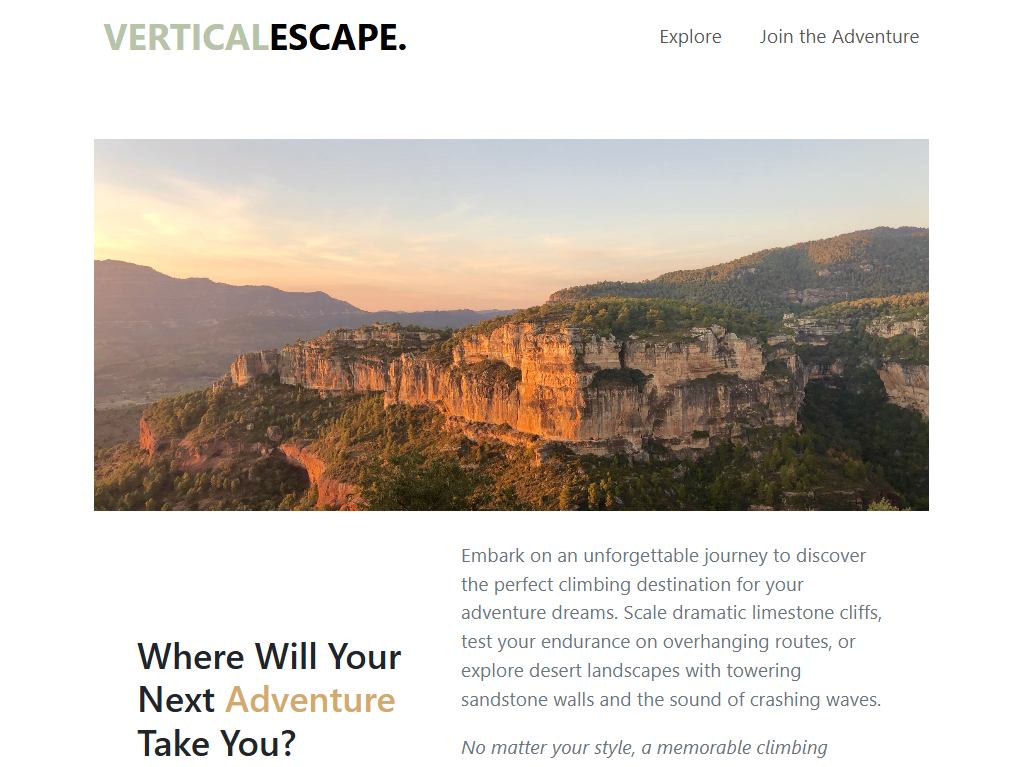 VERTICALESCAPE.
Explore
Join the Adventure
Where Will Your
Next Adventure
Take You?
Embark on an unforgettable journey to discover
the perfect climbing destination for your
adventure dreams. Scale dramatic limestone cliffs,
test your endurance on overhanging routes, or
explore desert landscapes with towering
sandstone walls and the sound of crashing waves.
No matter your style, a memorable climbing